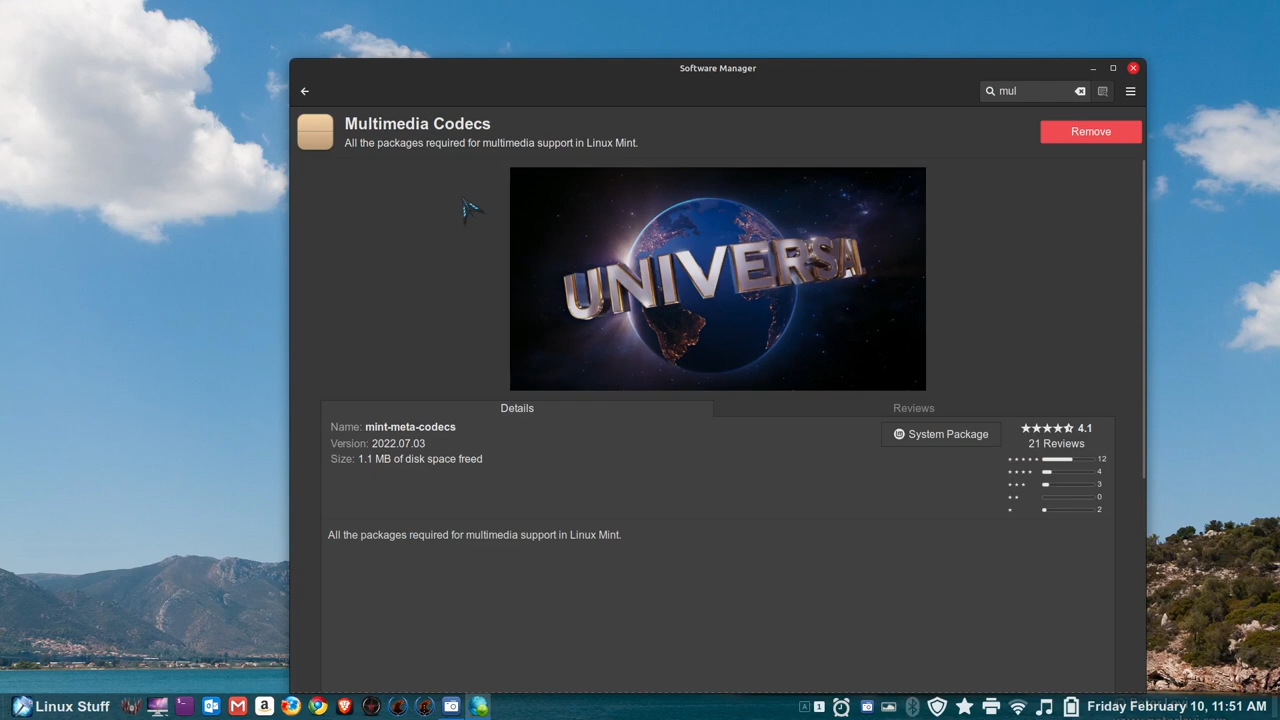 Software Manager
mul
Multimedia Codecs
All the packages required for multimedia support in Linux Mint.
Remove
UNIVERSAL
Details
Reviews
Name: mint-meta-codecs
Version: 2022.07.03
Size: 1.1 MB of disk space freed
System Package
4.1
21 Reviews
12
4
3
0
2
All the packages required for multimedia support in Linux Mint.
Linux Stuff
A
1
Friday February 10, 11:51 AM